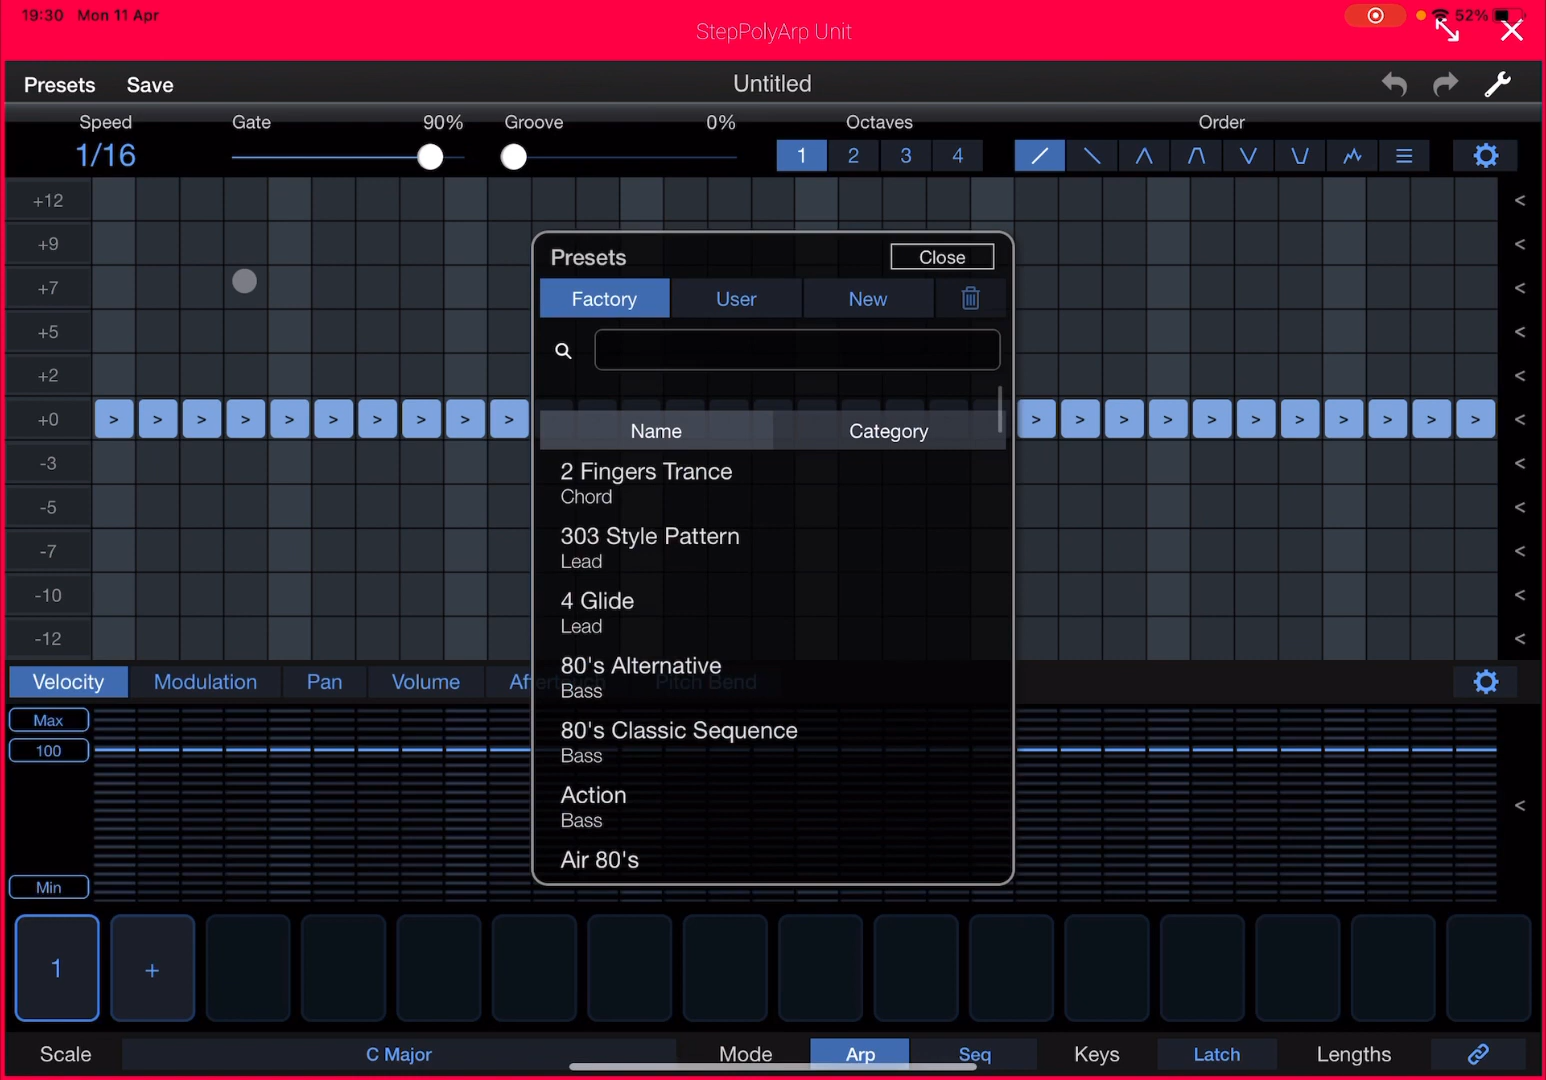 19:30 Mon 11 Apr
52%
StepPolyArp Unit
Presets Save Untitled
Speed Gate 90% Groove 0% Octaves Order
1/16 1 2 3 4
+12
+9
+7
+5
+2
+0 > > > > > > > > > > > > > > > > > > > > >
-3
-5
-7
-10
-12
< < < < < < < < < < <
Presets Close
Factory User New
Name Category
2 Fingers Trance
Chord
303 Style Pattern
Lead
4 Glide
Lead
80's Alternative
Bass
80's Classic Sequence
Bass
Action
Bass
Air 80's
Velocity Modulation Pan Volume Aftertouch Pitch Bend
Max
100
<
Min
1 +
Scale C Major Mode Arp Seq Keys Latch Lengths